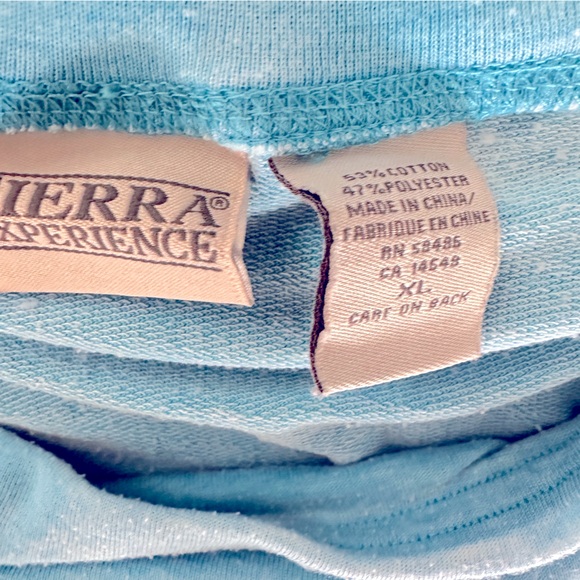 IERRA®
XPERIENCE
53% COTTON
47% POLYESTER
MADE IN CHINA/
FABRIQUE EN CHINE
RN 58486
CA 14548
XL
CARE ON BACK